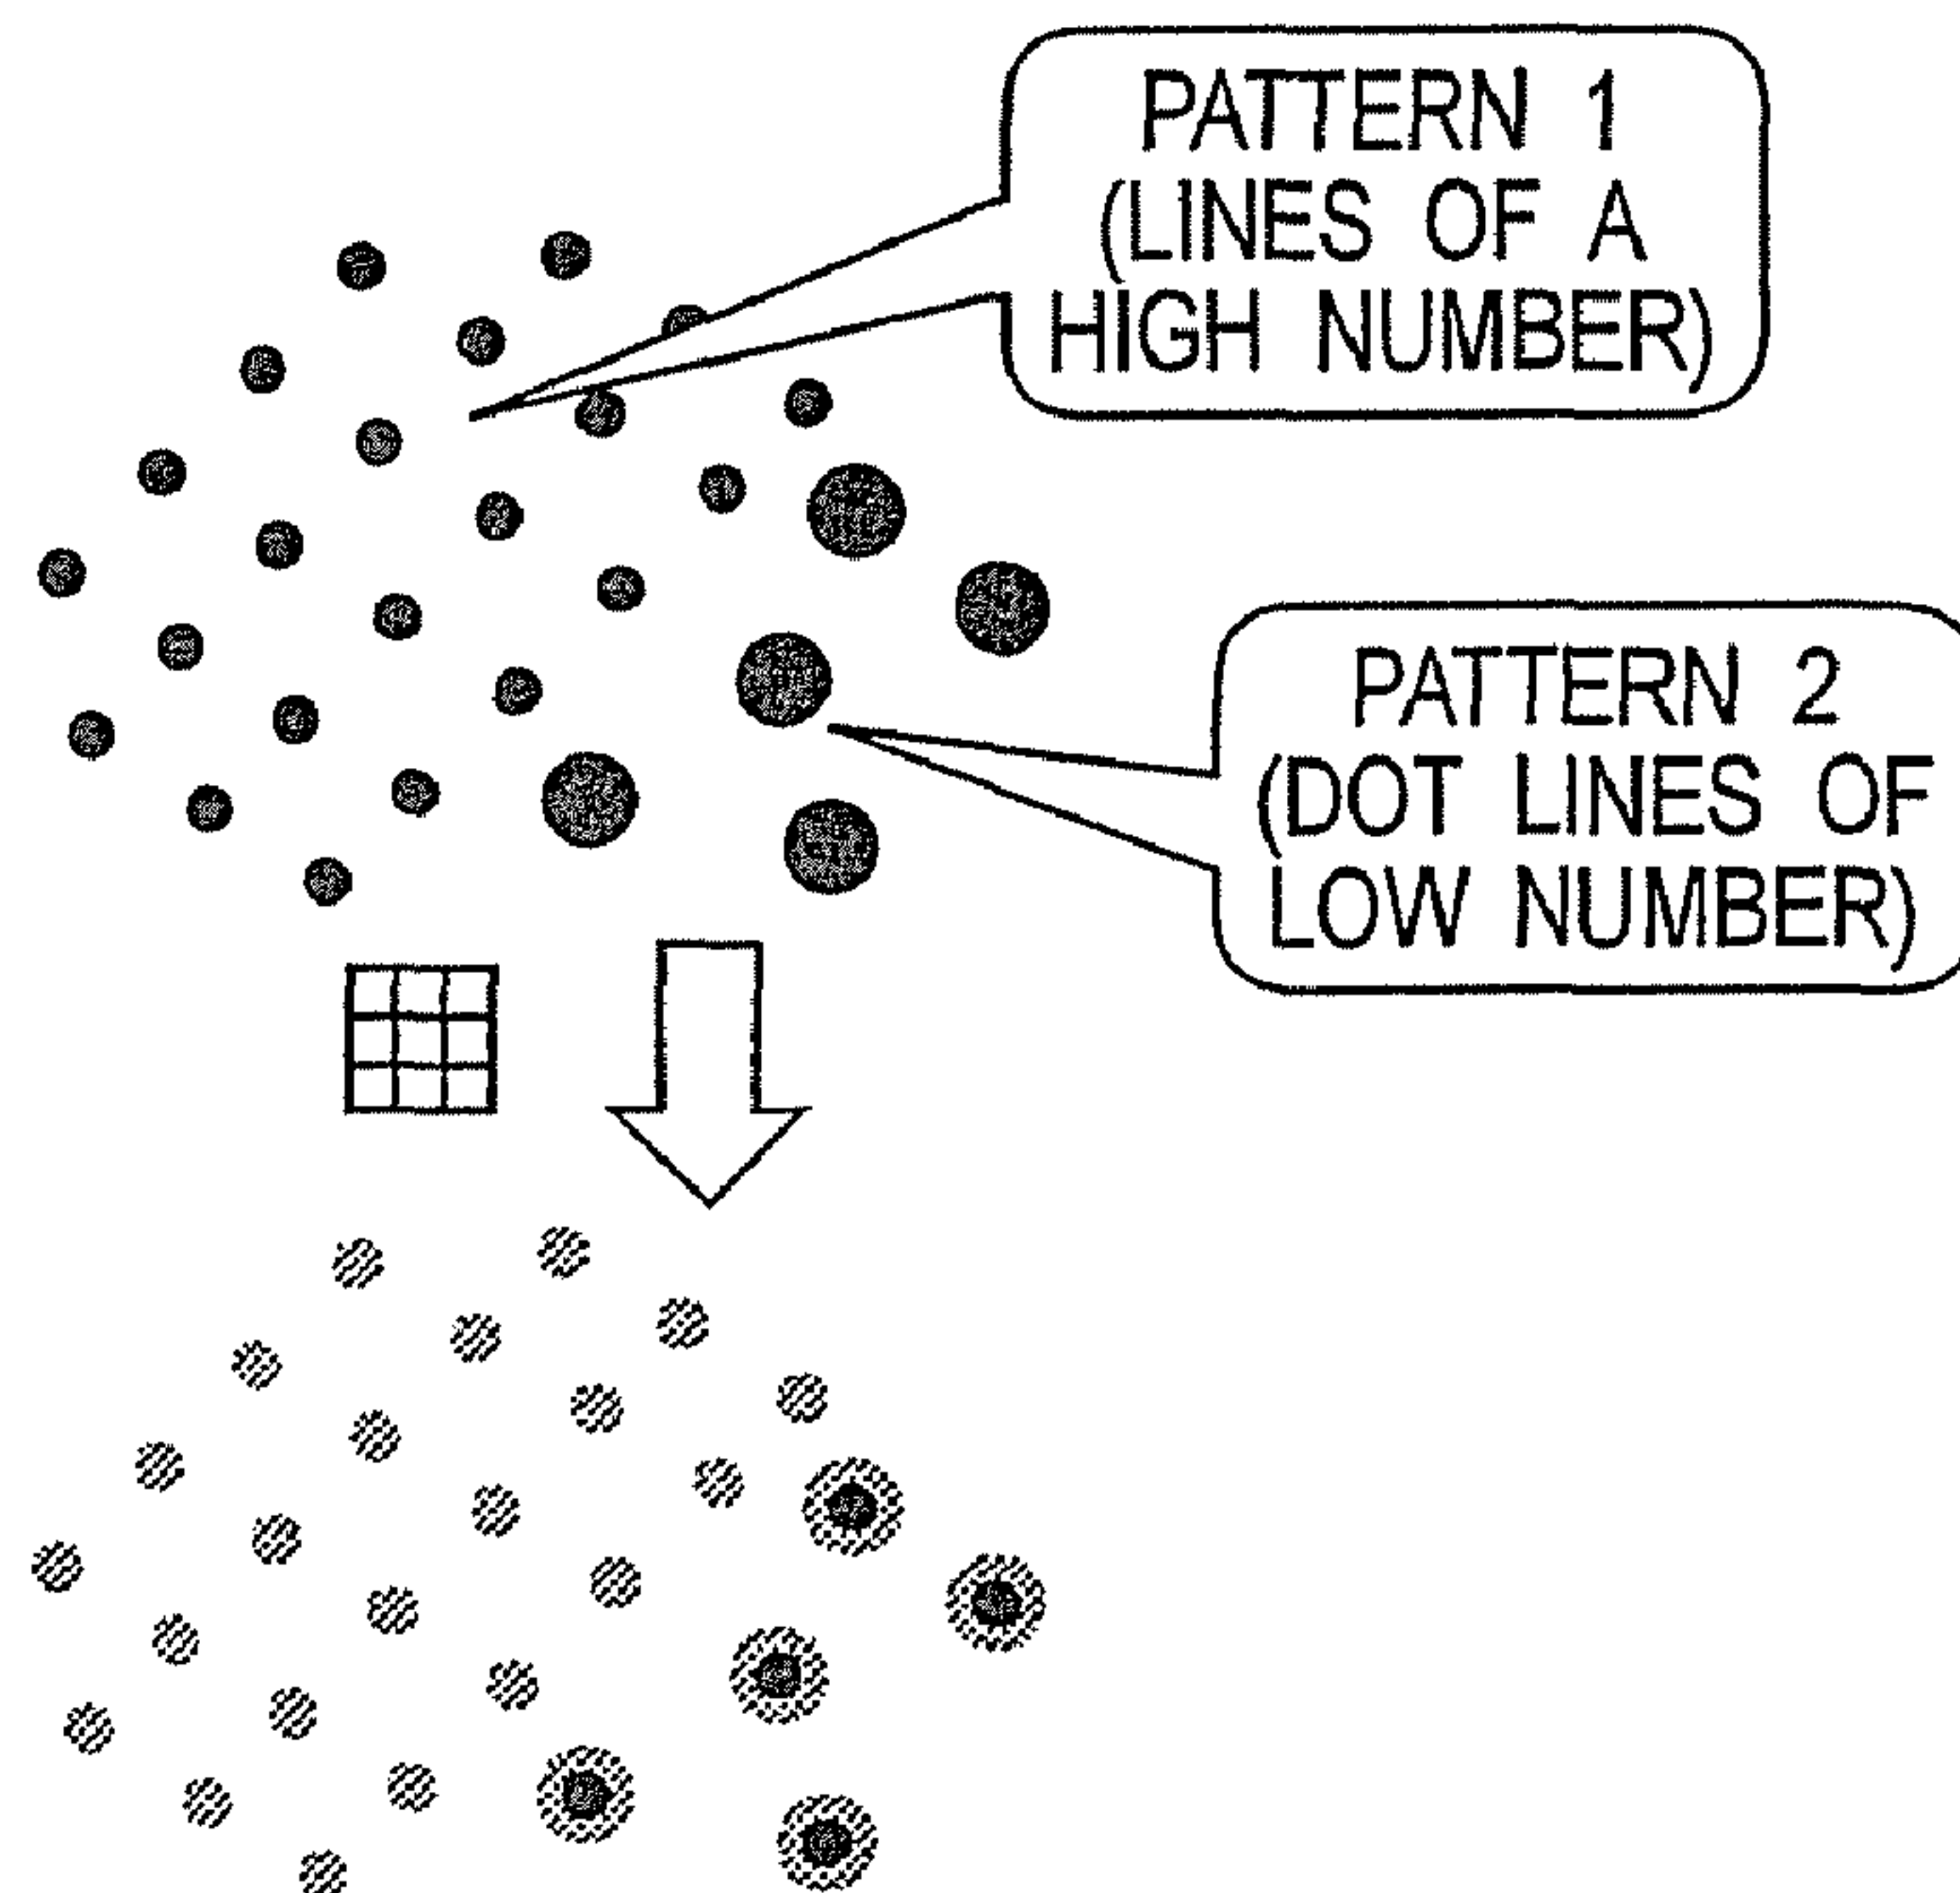 PATTERN 1
(LINES OF A
HIGH NUMBER)
PATTERN 2
(DOT LINES OF
LOW NUMBER)